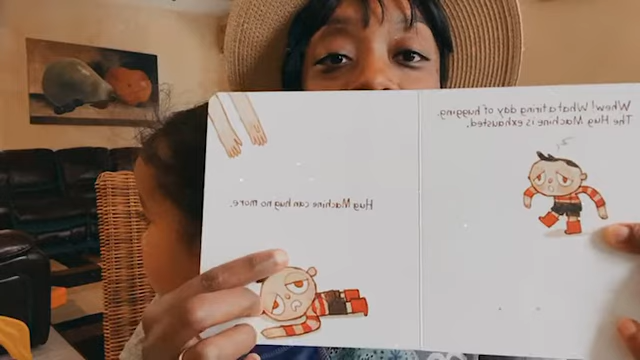 Whew! What a tiring day of hugging.
The Hug Machine is exhausted.
Hug Machine can hug no more.